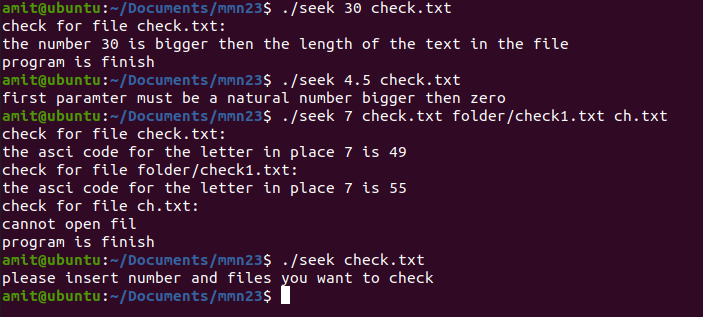 amit@ubuntu:~/Documents/mmn23$ ./seek 30 check.txt
check for file check.txt:
the number 30 is bigger then the length of the text in the file
program is finish
amit@ubuntu:~/Documents/mmn23$ ./seek 4.5 check.txt
first paramter must be a natural number bigger then zero
amit@ubuntu:~/Documents/mmn23$ ./seek 7 check.txt folder/check1.txt ch.txt
check for file check.txt:
the asci code for the letter in place 7 is 49
check for file folder/check1.txt:
the asci code for the letter in place 7 is 55
check for file ch.txt:
cannot open fil
program is finish
amit@ubuntu:~/Documents/mmn23$ ./seek check.txt
please insert number and files you want to check
amit@ubuntu:~/Documents/mmn23$